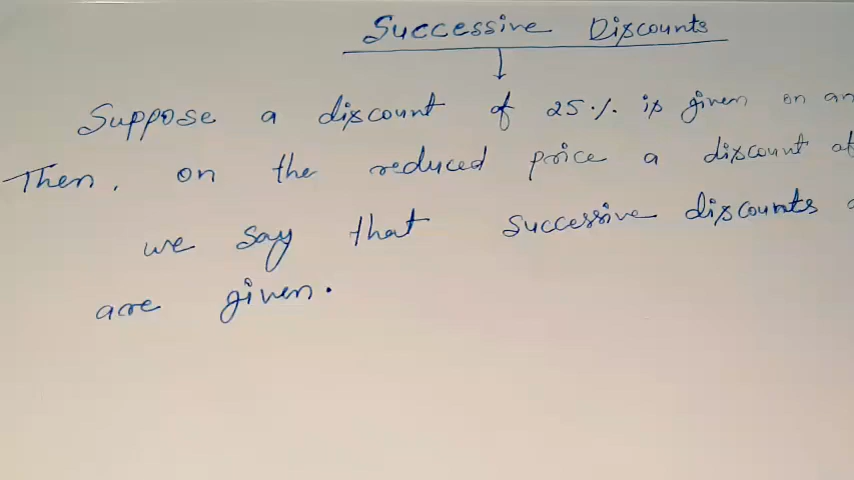 Successive Discounts
Suppose a discount of 25% is given on an
Then, on the reduced price a discount of
we say that successive discounts
are given.